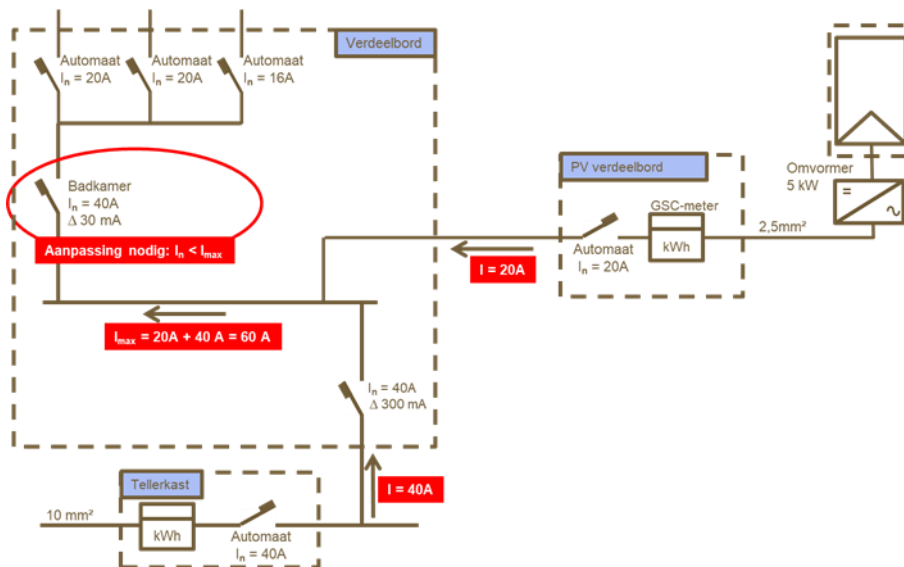 Verdeelbord
Automaat
Iₙ = 20A
Automaat
Iₙ = 20A
Automaat
Iₙ = 16A
Badkamer
Iₙ = 40A
Δ 30 mA
Aanpassing nodig: Iₙ < Iₘₐₓ
I = 20A
Iₘₐₓ = 20A + 40 A = 60 A
Iₙ = 40A
Δ 300 mA
I = 40A
PV verdeelbord
GSC-meter
kWh
Automaat
Iₙ = 20A
2,5mm²
Omvormer
5 kW
=
∿
Tellerkast
10 mm²
kWh
Automaat
Iₙ = 40A